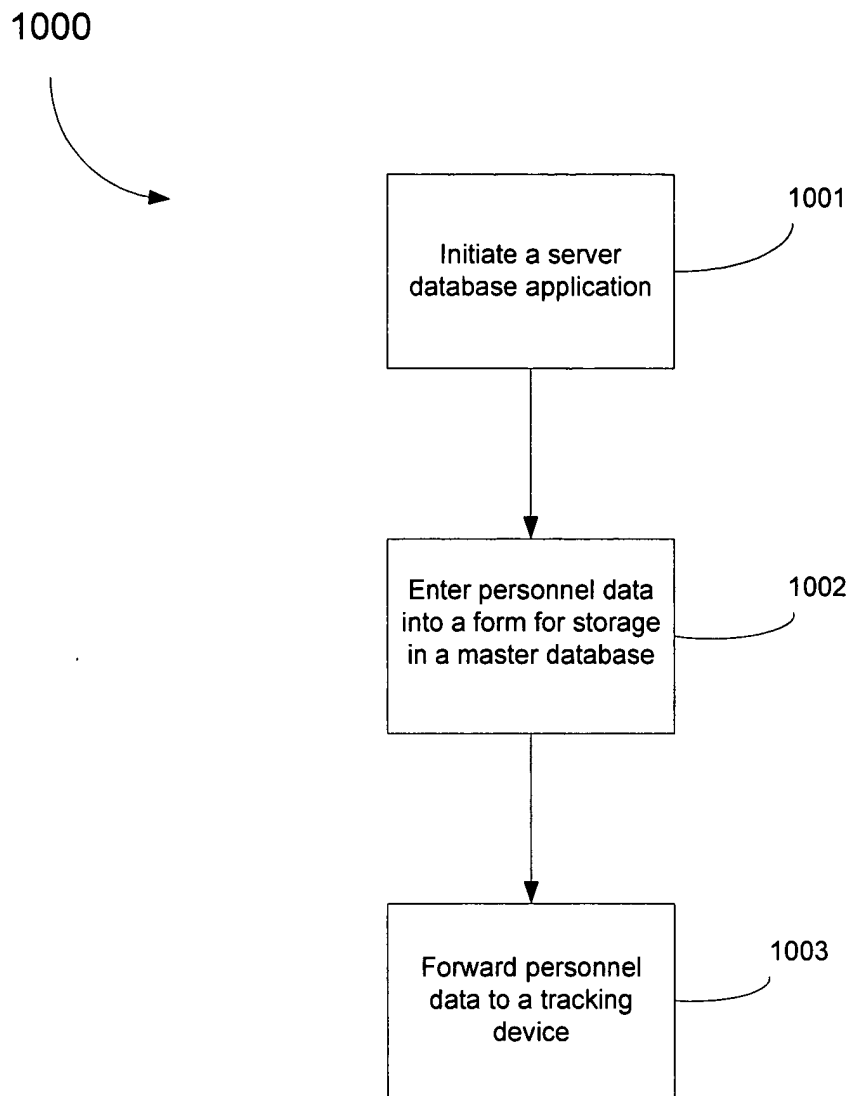 1000
1001
Initiate a server
database application
1002
Enter personnel data
into a form for storage
in a master database
1003
Forward personnel
data to a tracking
device